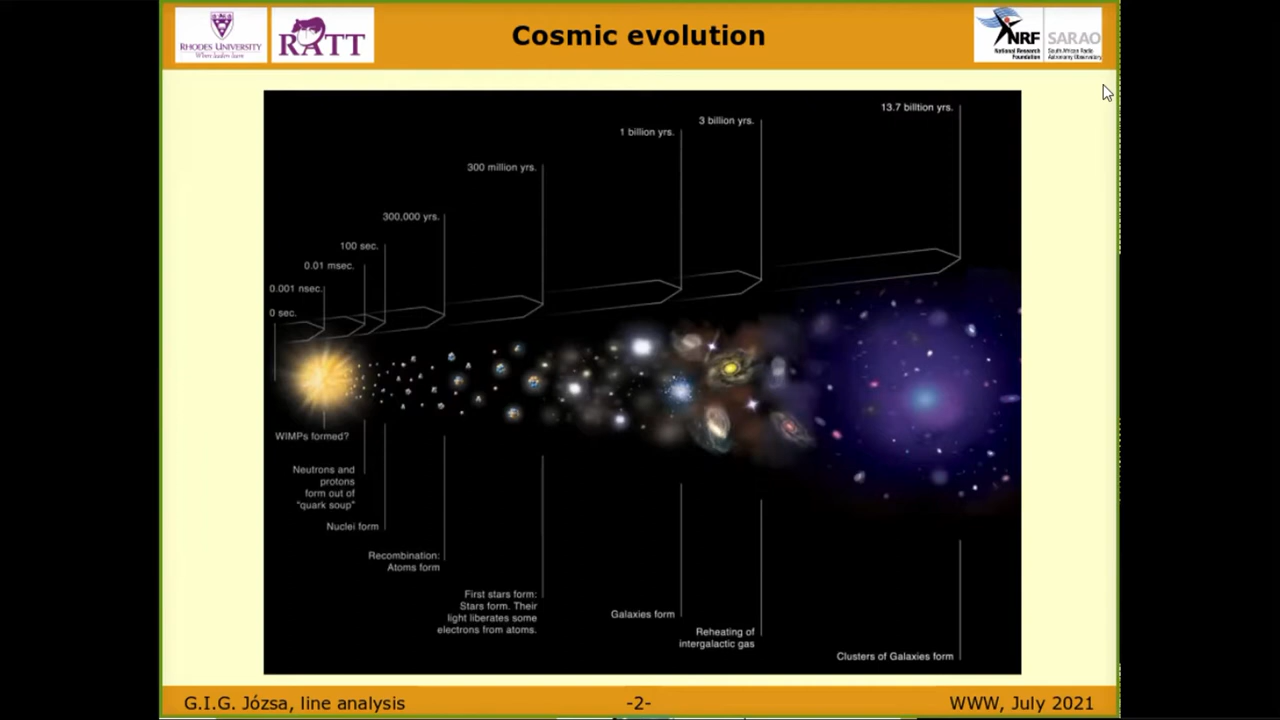 RHODES UNIVERSITY
Where leaders learn
RATT
Cosmic evolution
NRF
National Research
Foundation
SARAO
South African Radio
Astronomy Observatory
13.7 billtion yrs.
3 billion yrs.
1 billion yrs.
300 million yrs.
300,000 yrs.
100 sec.
0.01 msec.
0.001 nsec.
0 sec.
WIMPs formed?
Neutrons and
protons
form out of
"quark soup"
Nuclei form
Recombination:
Atoms form
First stars form:
Stars form. Their
light liberates some
electrons from atoms.
Galaxies form
Reheating of
intergalactic gas
Clusters of Galaxies form
G.I.G. Józsa, line analysis
-2-
WWW, July 2021